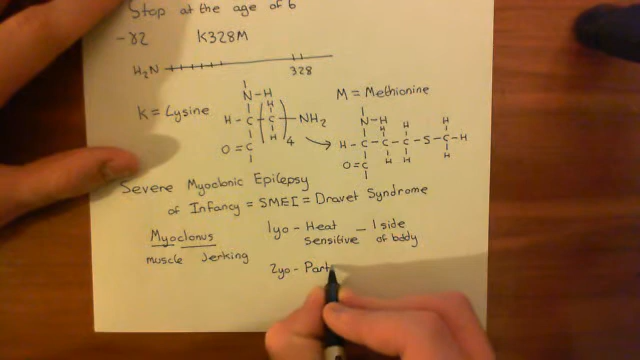 Stop at the age of 6
- γ2 K328M
H₂N 328
K = Lysine
N-H
H-C-(C)-NH₂
H H 4
O=C
M = Methionine
N-H H H H
H-C-C-C-S-C-H
H H H
O=C
Severe Myoclonic Epilepsy
of Infancy = SMEI = Dravet Syndrome
Myoclonus
muscle Jerking
1yo - Heat sensitive - 1 side of body
2yo - Part